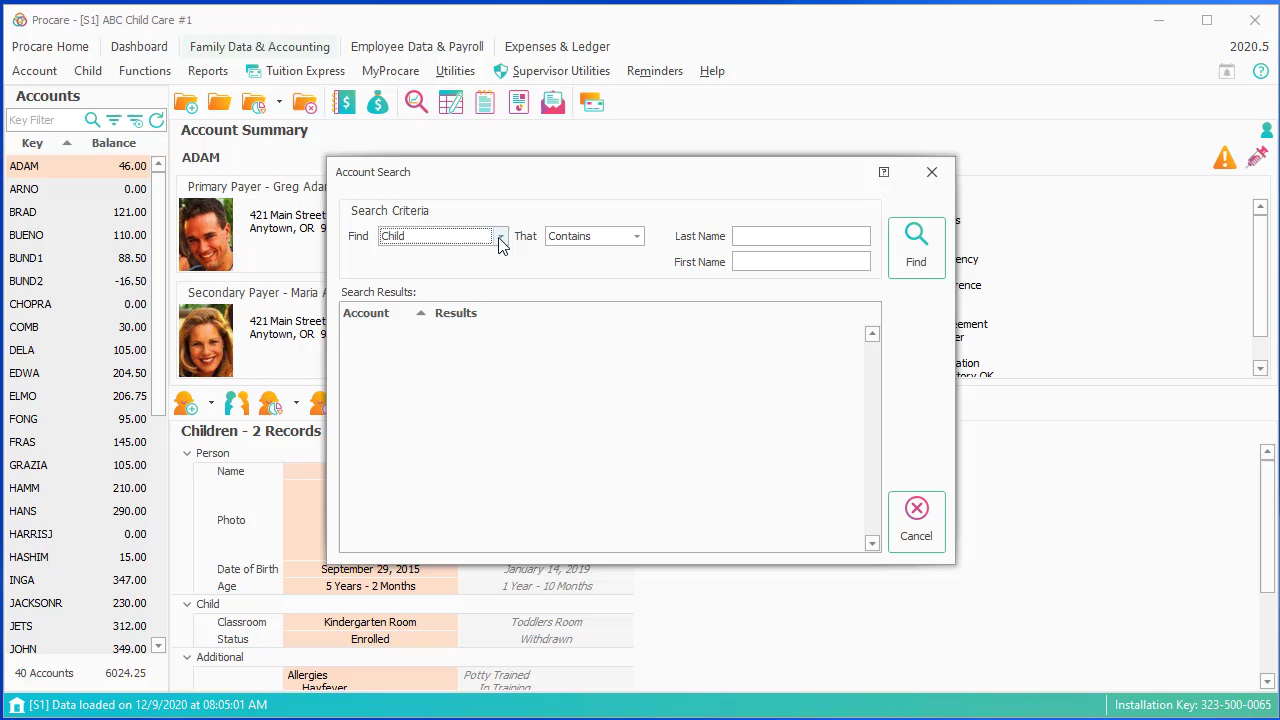 Procare - [S1] ABC Child Care #1
Procare Home Dashboard Family Data & Accounting Employee Data & Payroll Expenses & Ledger 2020.5
Account Child Functions Reports Tuition Express MyProcare Utilities Supervisor Utilities Reminders Help
Accounts
Key Filter
Key Balance
ADAM 46.00
ARNO 0.00
BRAD 121.00
BUENO 110.00
BUND1 88.50
BUND2 -16.50
CHOPRA 0.00
COMB 30.00
DELA 105.00
EDWA 204.50
ELMO 206.75
FONG 95.00
FRAS 145.00
GRAZIA 105.00
HAMM 210.00
HANS 290.00
HARRISJ 0.00
HASHIM 15.00
INGA 347.00
JACKSONR 230.00
JETS 312.00
JOHN 349.00
40 Accounts 6024.25
Account Summary
ADAM
Primary Payer - Greg Ada
421 Main Street
Anytown, OR 9
Secondary Payer - Maria A
421 Main Street
Anytown, OR 9
Account Search
Search Criteria
Find Child That Contains Last Name
First Name
Find
Search Results:
Account Results
Cancel
s
ency
rence
eement
er
ation
tory OK
Children - 2 Records
Person
Name
Photo
Date of Birth September 29, 2015 January 14, 2019
Age 5 Years - 2 Months 1 Year - 10 Months
Child
Classroom Kindergarten Room Toddlers Room
Status Enrolled Withdrawn
Additional
Allergies Potty Trained
Hayfever In Training
[S1] Data loaded on 12/9/2020 at 08:05:01 AM Installation Key: 323-500-0065